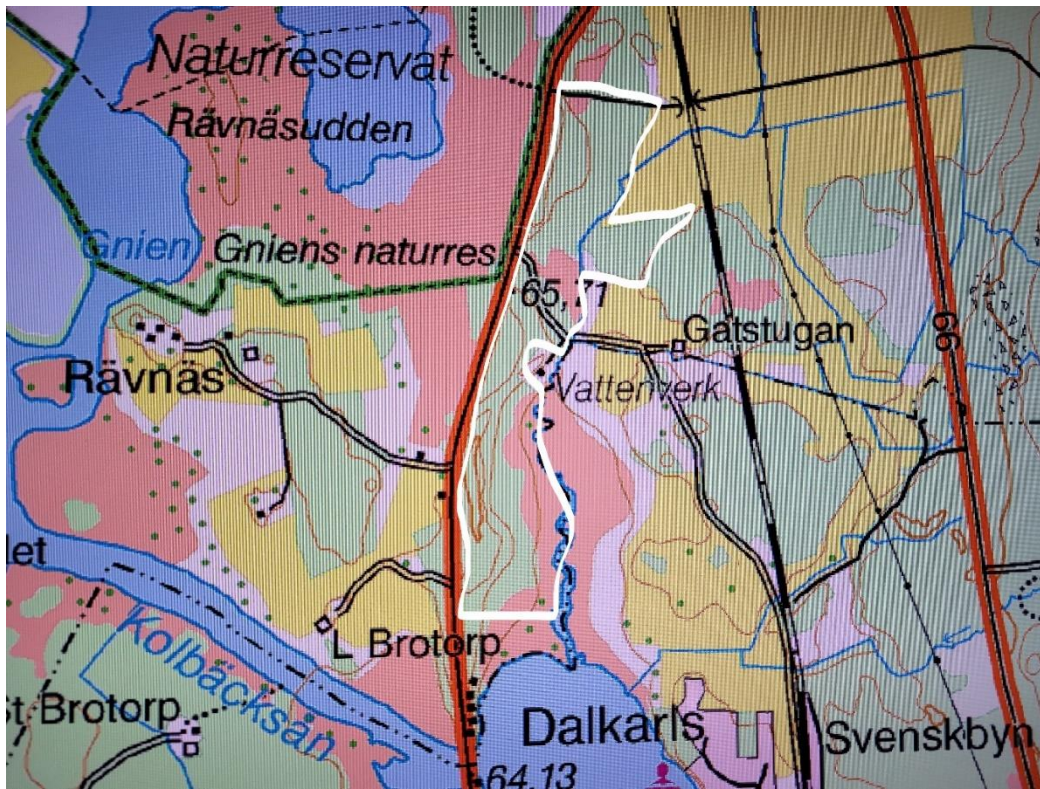 Naturreservat
Rävnäsudden
Gnien
Gniens naturres.
65,71
Rävnäs
Gatstugan
Vattenverk
66
let
L Brotorp
Kolbäcksån
St Brotorp
Dalkarls
Svenskbyn
64,13